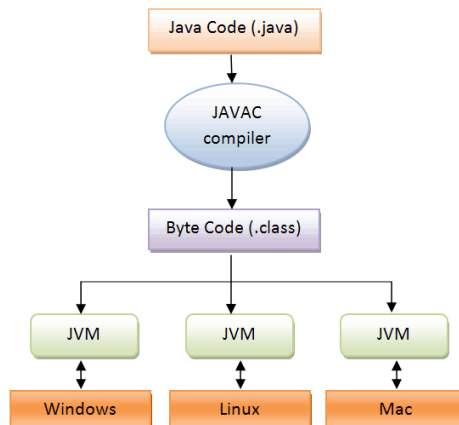 Java Code (.java)
JAVAC
compiler
Byte Code (.class)
JVM
JVM
JVM
Windows
Linux
Mac